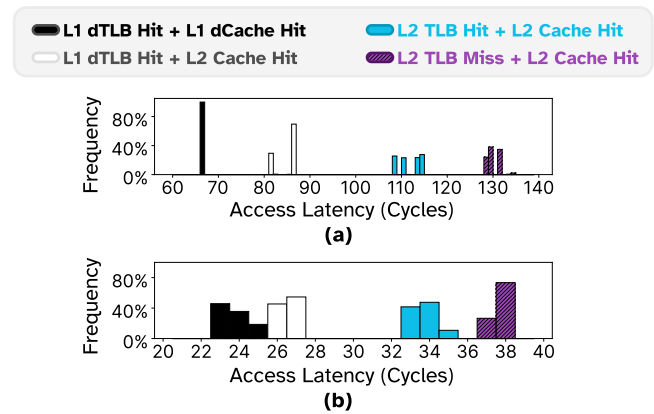 L1 dTLB Hit + L1 dCache Hit
L2 TLB Hit + L2 Cache Hit
L1 dTLB Hit + L2 Cache Hit
L2 TLB Miss + L2 Cache Hit
Frequency
80%
40%
0%
60 70 80 90 100 110 120 130 140
Access Latency (Cycles)
(a)
Frequency
80%
40%
0%
20 22 24 26 28 30 32 34 36 38 40
Access Latency (Cycles)
(b)